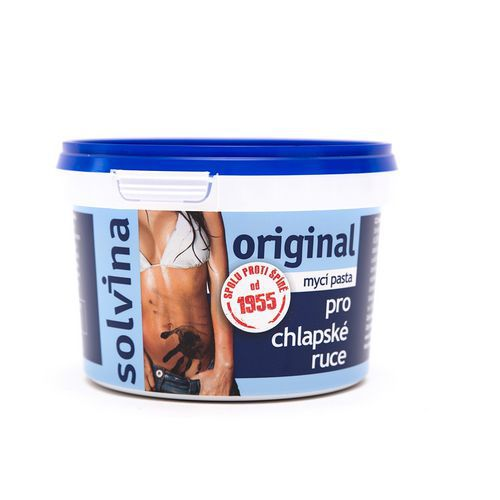 solvina
original
mycí pasta
pro
chlapské
ruce
SPOLU PROTI ŠPÍNĚ
od
1955